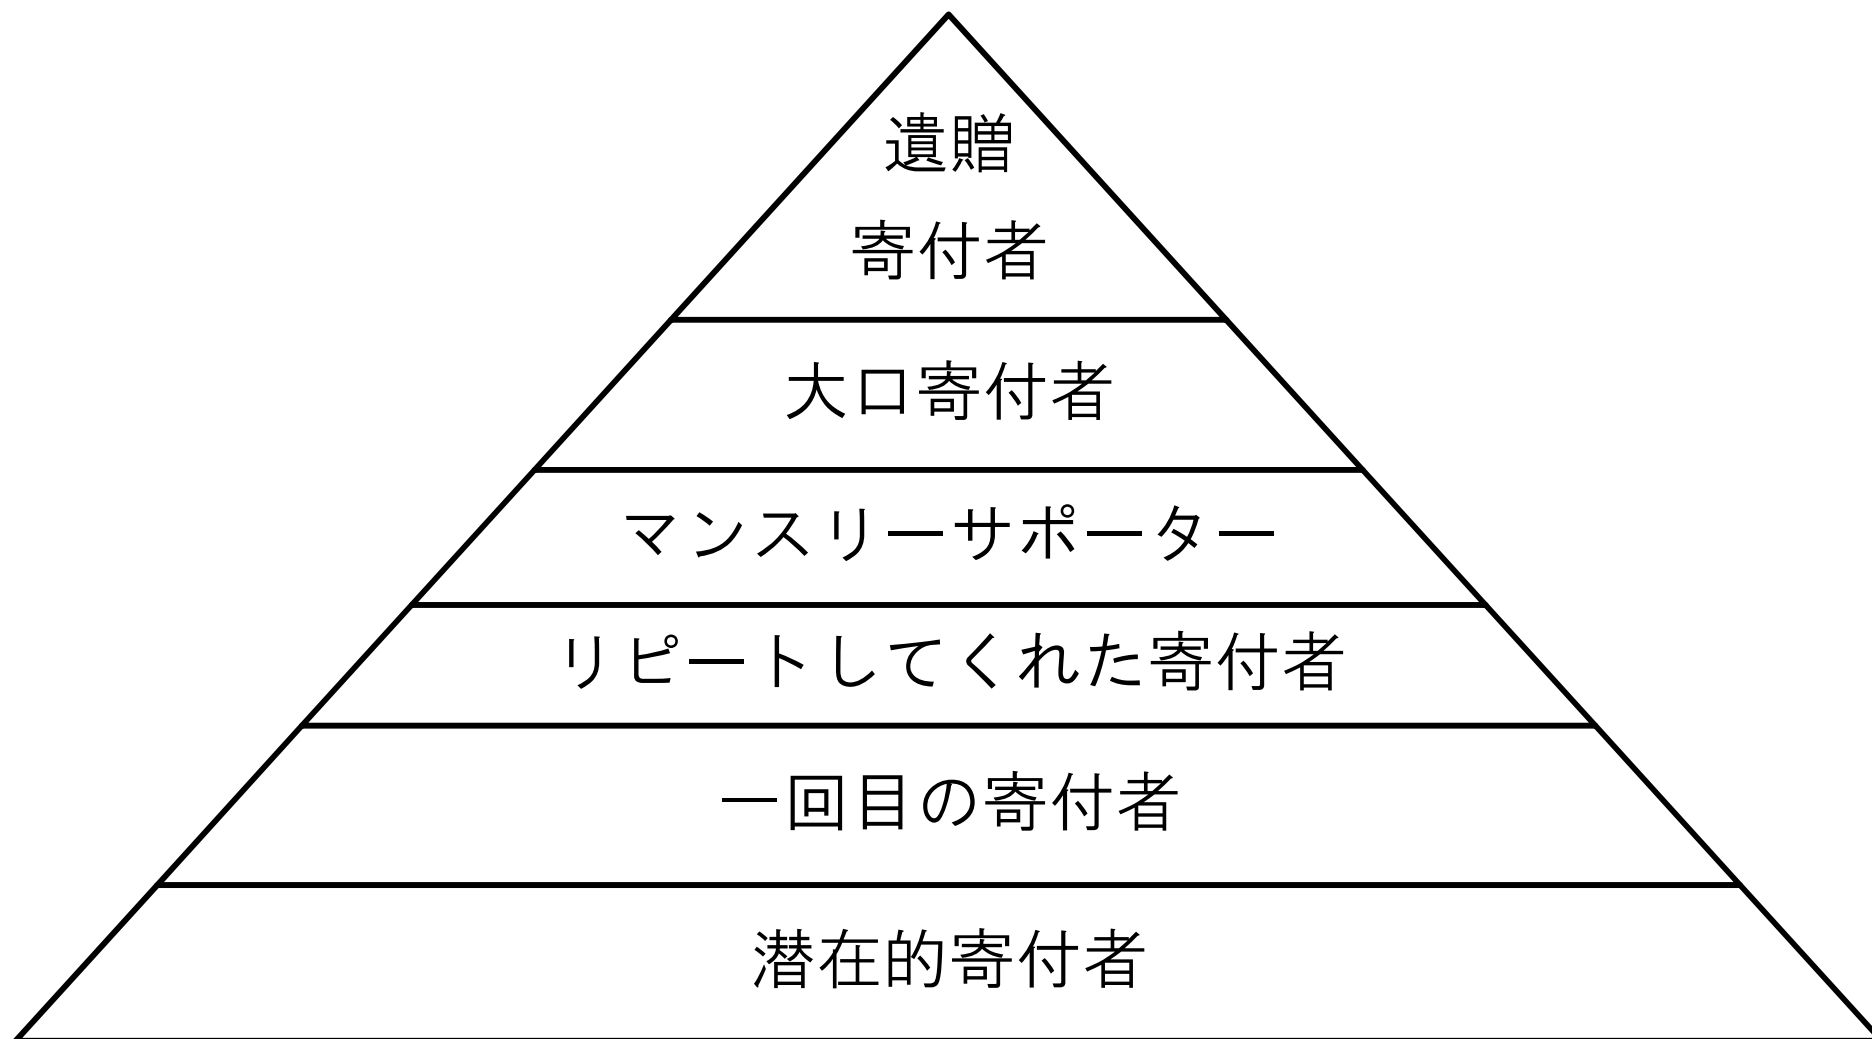 遺贈
寄付者
大口寄付者
マンスリーサポーター
リピートしてくれた寄付者
一回目の寄付者
潜在的寄付者